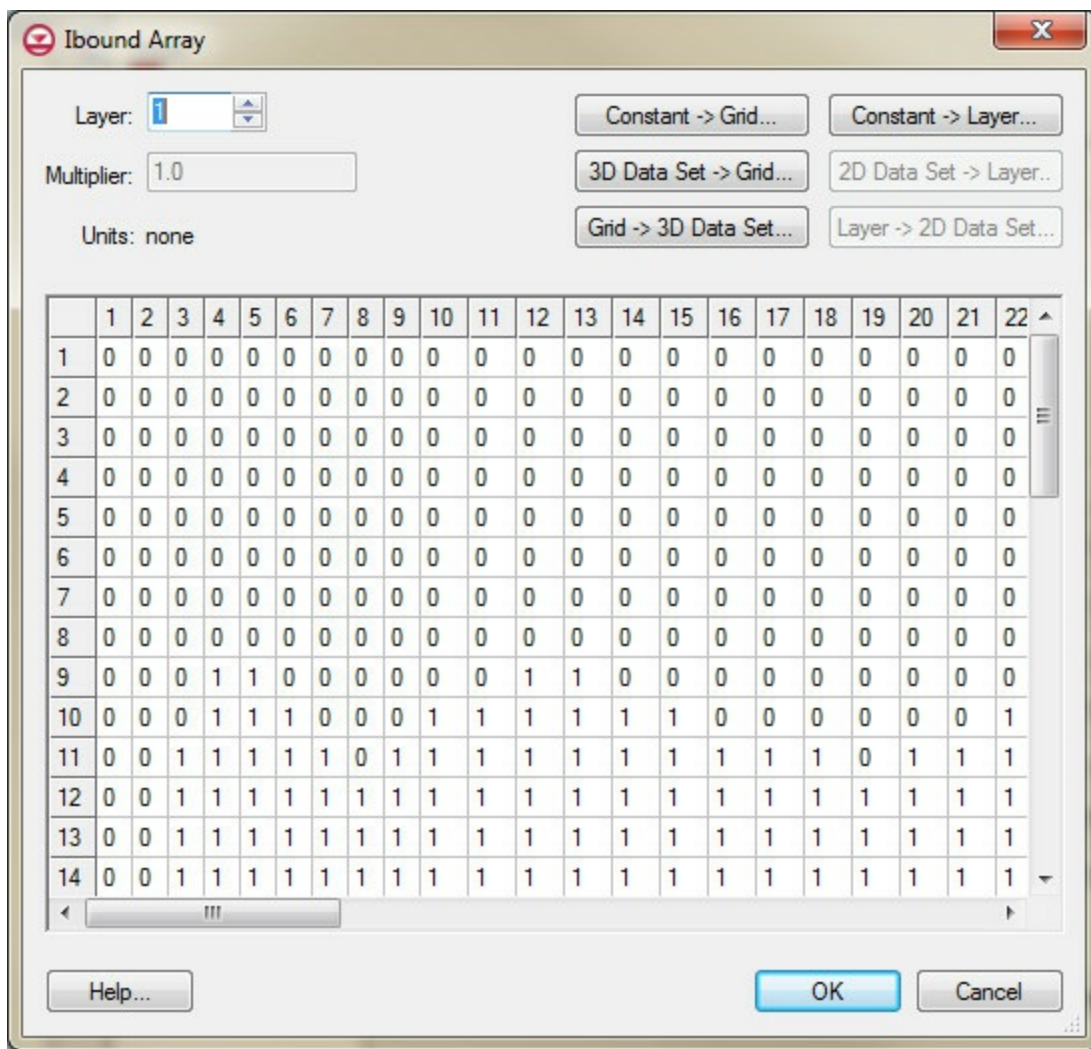 Ibound Array
Layer: 1 Constant -> Grid... Constant -> Layer...
Multiplier: 1.0 3D Data Set -> Grid... 2D Data Set -> Layer..
Units: none Grid -> 3D Data Set... Layer -> 2D Data Set...
1 2 3 4 5 6 7 8 9 10 11 12 13 14 15 16 17 18 19 20 21 22
1 0 0 0 0 0 0 0 0 0 0 0 0 0 0 0 0 0 0 0 0 0 0
2 0 0 0 0 0 0 0 0 0 0 0 0 0 0 0 0 0 0 0 0 0 0
3 0 0 0 0 0 0 0 0 0 0 0 0 0 0 0 0 0 0 0 0 0 0
4 0 0 0 0 0 0 0 0 0 0 0 0 0 0 0 0 0 0 0 0 0 0
5 0 0 0 0 0 0 0 0 0 0 0 0 0 0 0 0 0 0 0 0 0 0
6 0 0 0 0 0 0 0 0 0 0 0 0 0 0 0 0 0 0 0 0 0 0
7 0 0 0 0 0 0 0 0 0 0 0 0 0 0 0 0 0 0 0 0 0 0
8 0 0 0 0 0 0 0 0 0 0 0 0 0 0 0 0 0 0 0 0 0 0
9 0 0 0 1 1 0 0 0 0 0 0 1 1 0 0 0 0 0 0 0 0 0
10 0 0 0 1 1 1 0 0 0 1 1 1 1 1 1 0 0 0 0 0 0 1
11 0 0 1 1 1 1 1 0 1 1 1 1 1 1 1 1 1 1 0 1 1 1
12 0 0 1 1 1 1 1 1 1 1 1 1 1 1 1 1 1 1 1 1 1 1
13 0 0 1 1 1 1 1 1 1 1 1 1 1 1 1 1 1 1 1 1 1 1
14 0 0 1 1 1 1 1 1 1 1 1 1 1 1 1 1 1 1 1 1 1 1
Help... OK Cancel